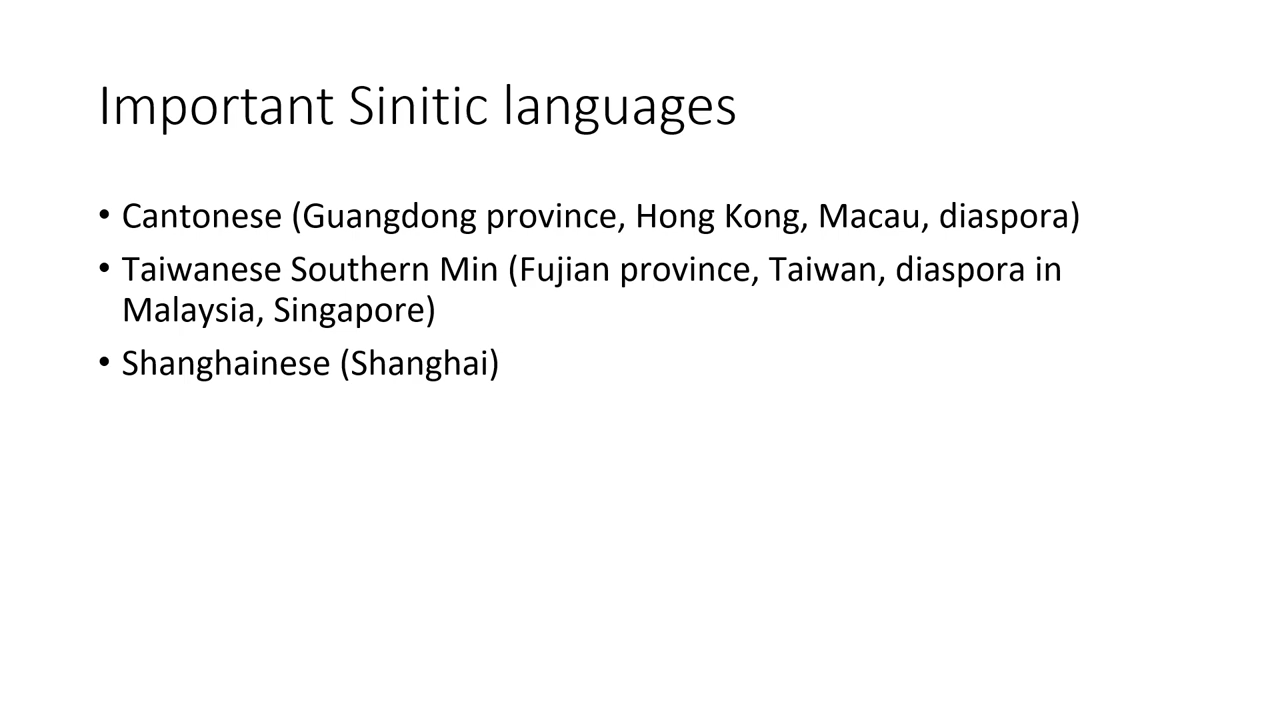 Important Sinitic languages
• Cantonese (Guangdong province, Hong Kong, Macau, diaspora)
• Taiwanese Southern Min (Fujian province, Taiwan, diaspora in
Malaysia, Singapore)
• Shanghainese (Shanghai)